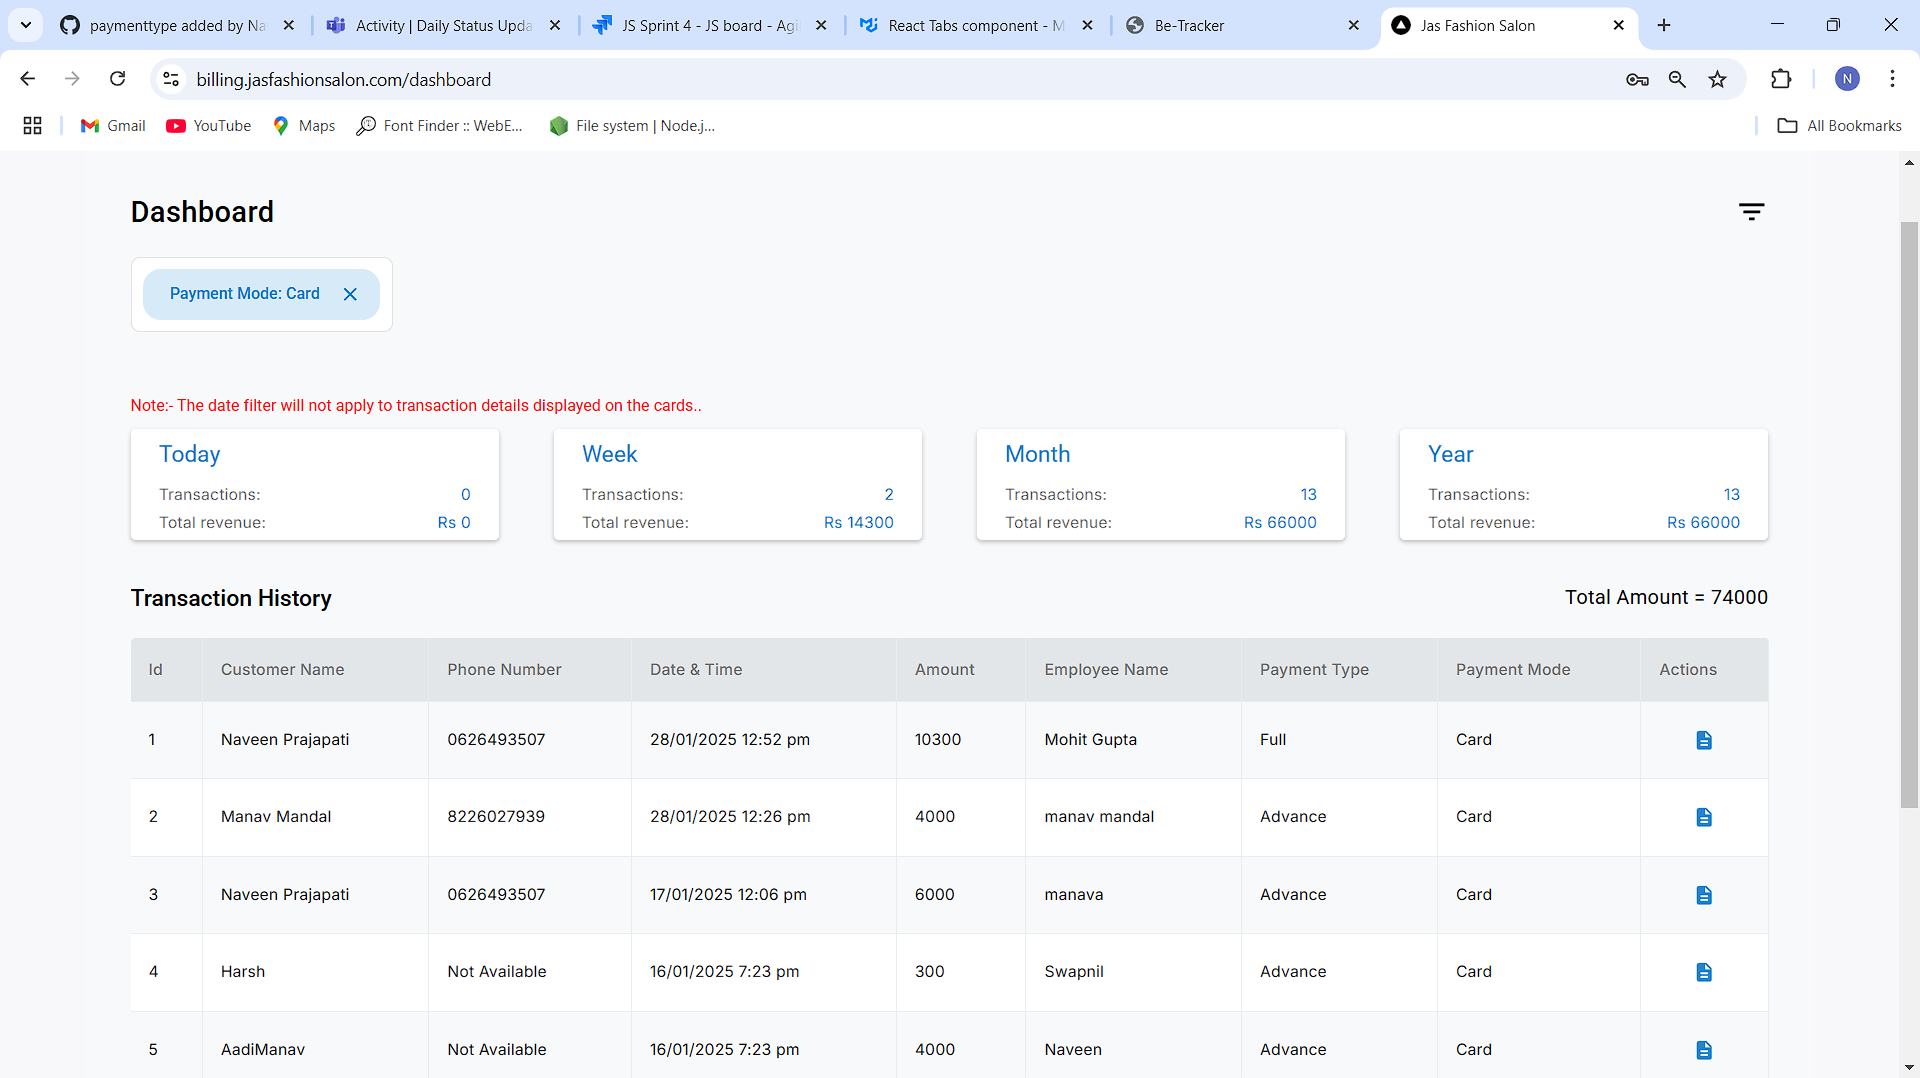 paymenttype added by Na
Activity | Daily Status Upda
JS Sprint 4 - JS board - Agi
React Tabs component - M
Be-Tracker
Jas Fashion Salon
billing.jasfashionsalon.com/dashboard
N
Gmail
YouTube
Maps
Font Finder :: WebE...
File system | Node.j...
All Bookmarks
Dashboard
Payment Mode: Card
Note:- The date filter will not apply to transaction details displayed on the cards..
Today
Transactions: 0
Total revenue: Rs 0
Week
Transactions: 2
Total revenue: Rs 14300
Month
Transactions: 13
Total revenue: Rs 66000
Year
Transactions: 13
Total revenue: Rs 66000
Transaction History
Total Amount = 74000
Id Customer Name Phone Number Date & Time Amount Employee Name Payment Type Payment Mode Actions
1 Naveen Prajapati 0626493507 28/01/2025 12:52 pm 10300 Mohit Gupta Full Card
2 Manav Mandal 8226027939 28/01/2025 12:26 pm 4000 manav mandal Advance Card
3 Naveen Prajapati 0626493507 17/01/2025 12:06 pm 6000 manava Advance Card
4 Harsh Not Available 16/01/2025 7:23 pm 300 Swapnil Advance Card
5 AadiManav Not Available 16/01/2025 7:23 pm 4000 Naveen Advance Card